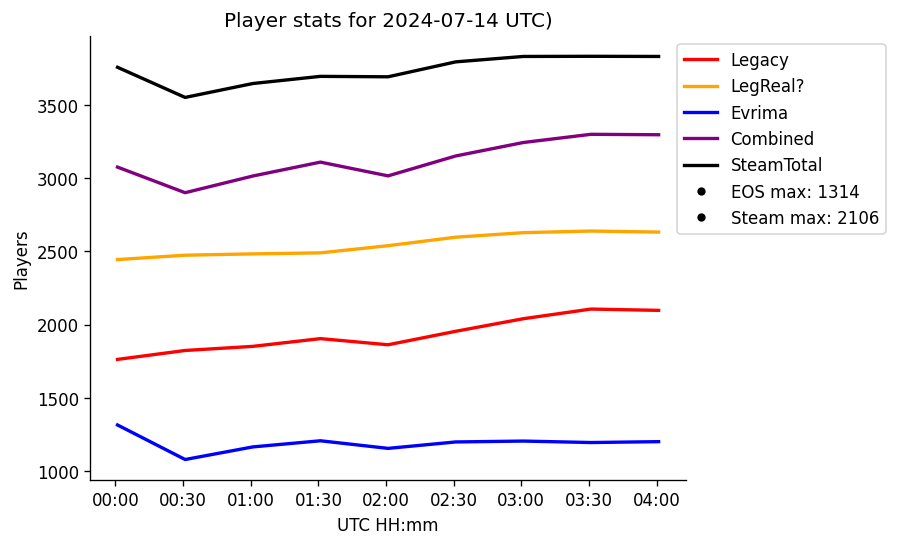 Player stats for 2024-07-14 UTC)
Players
3500
3000
2500
2000
1500
1000
00:00 00:30 01:00 01:30 02:00 02:30 03:00 03:30 04:00
UTC HH:mm
Legacy
LegReal?
Evrima
Combined
SteamTotal
EOS max: 1314
Steam max: 2106